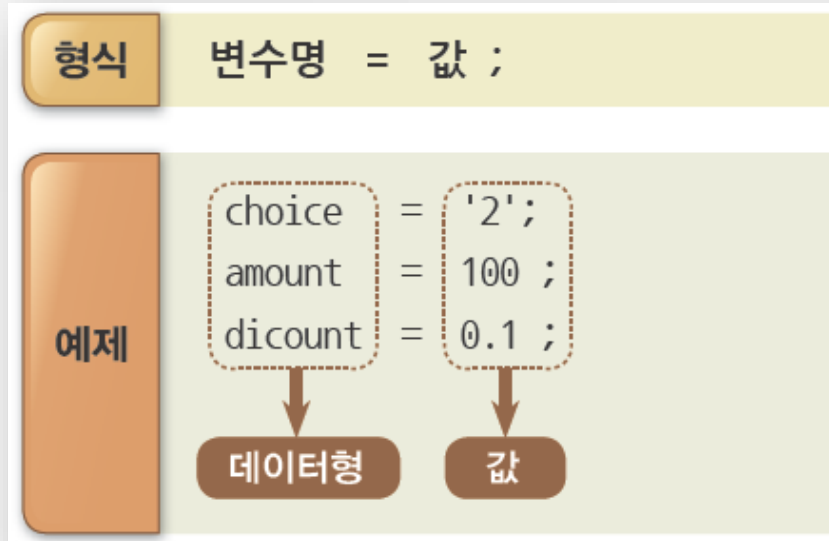 형식 변수명 = 값 ;
choice = '2';
amount = 100 ;
예제
dicount = 0.1 ;
데이터형 값